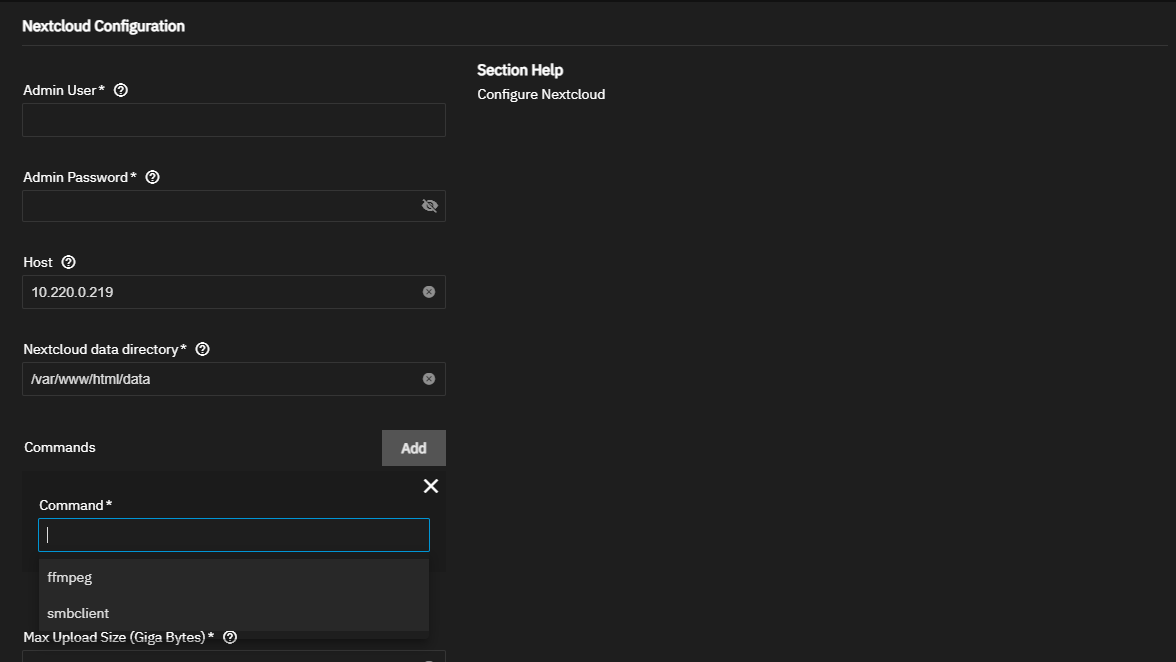 Nextcloud Configuration
Admin User*
Admin Password*
Host
10.220.0.219
Nextcloud data directory*
/var/www/html/data
Commands
Add
Command*
ffmpeg
smbclient
Max Upload Size (Giga Bytes)*
Section Help
Configure Nextcloud